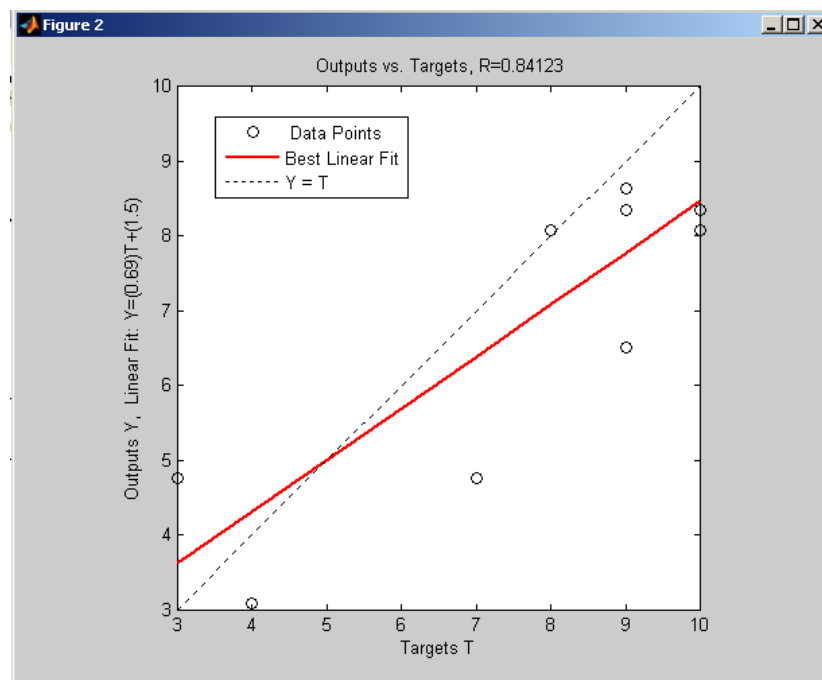 Figure 2
Outputs vs. Targets, R=0.84123
Data Points
Best Linear Fit
Y = T
Outputs Y, Linear Fit: Y=(0.69)T+(1.5)
10
9
8
7
6
5
4
3
3 4 5 6 7 8 9 10
Targets T